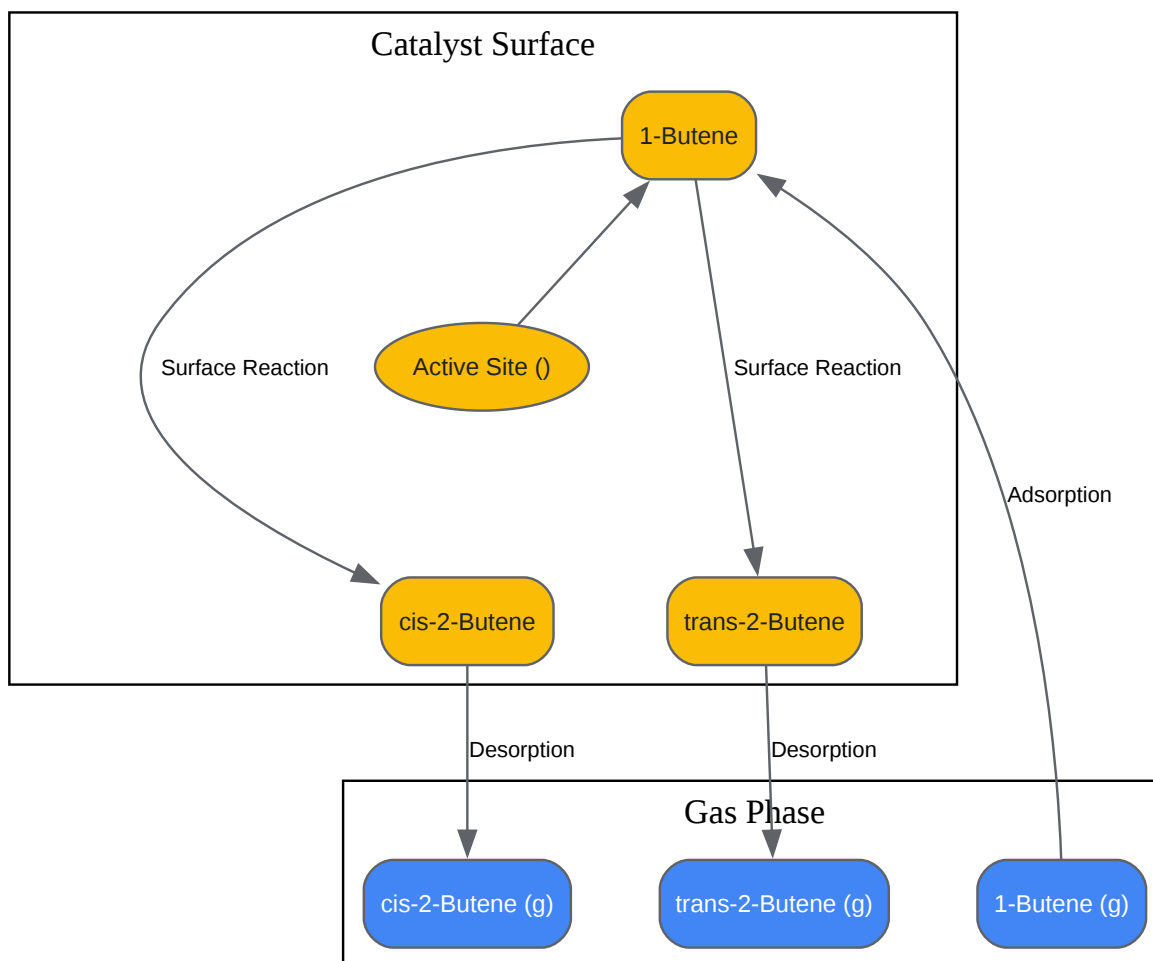 Catalyst Surface
1-Butene
Surface Reaction
Active Site ()
Surface Reaction
Adsorption
cis-2-Butene
trans-2-Butene
Desorption
Desorption
Gas Phase
cis-2-Butene (g)
trans-2-Butene (g)
1-Butene (g)